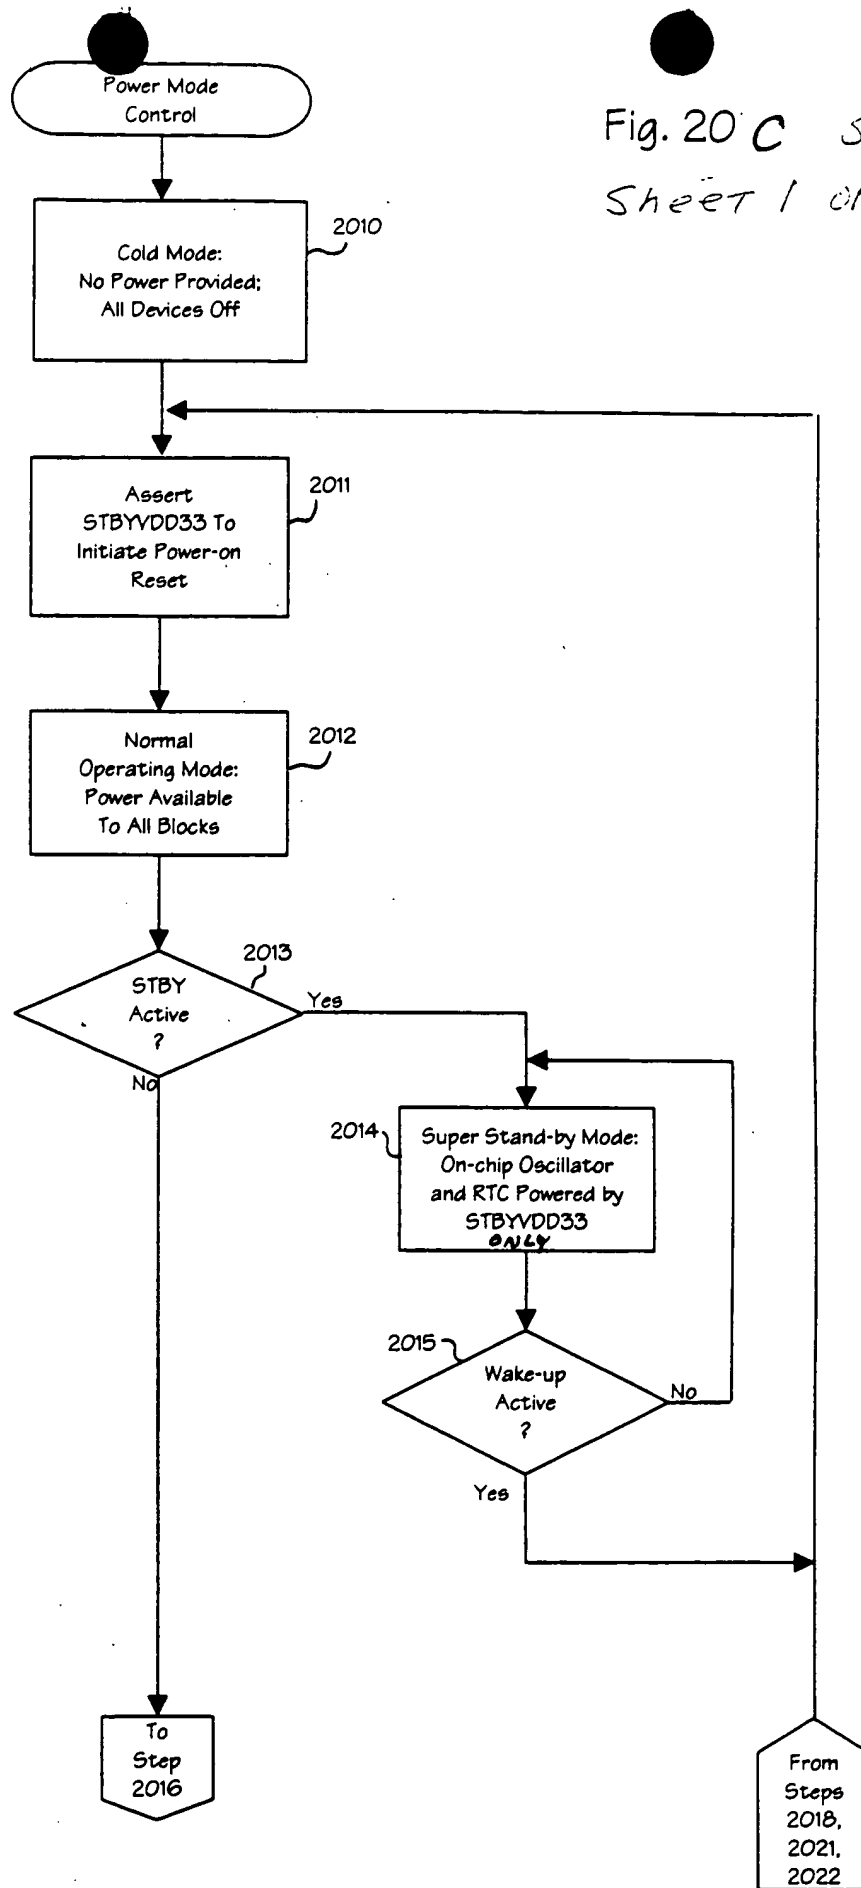 Power Mode
Control
Fig. 20 C
Sheet 1
2010
Cold Mode:
No Power Provided;
All Devices Off
2011
Assert
STBYVDD33 To
Initiate Power-on
Reset
2012
Normal
Operating Mode:
Power Available
To All Blocks
2013
STBY
Active
?
Yes
No
2014
Super Stand-by Mode:
On-chip Oscillator
and RTC Powered by
STBYVDD33
ONLY
2015
Wake-up
Active
?
No
Yes
To
Step
2016
From
Steps
2018,
2021,
2022